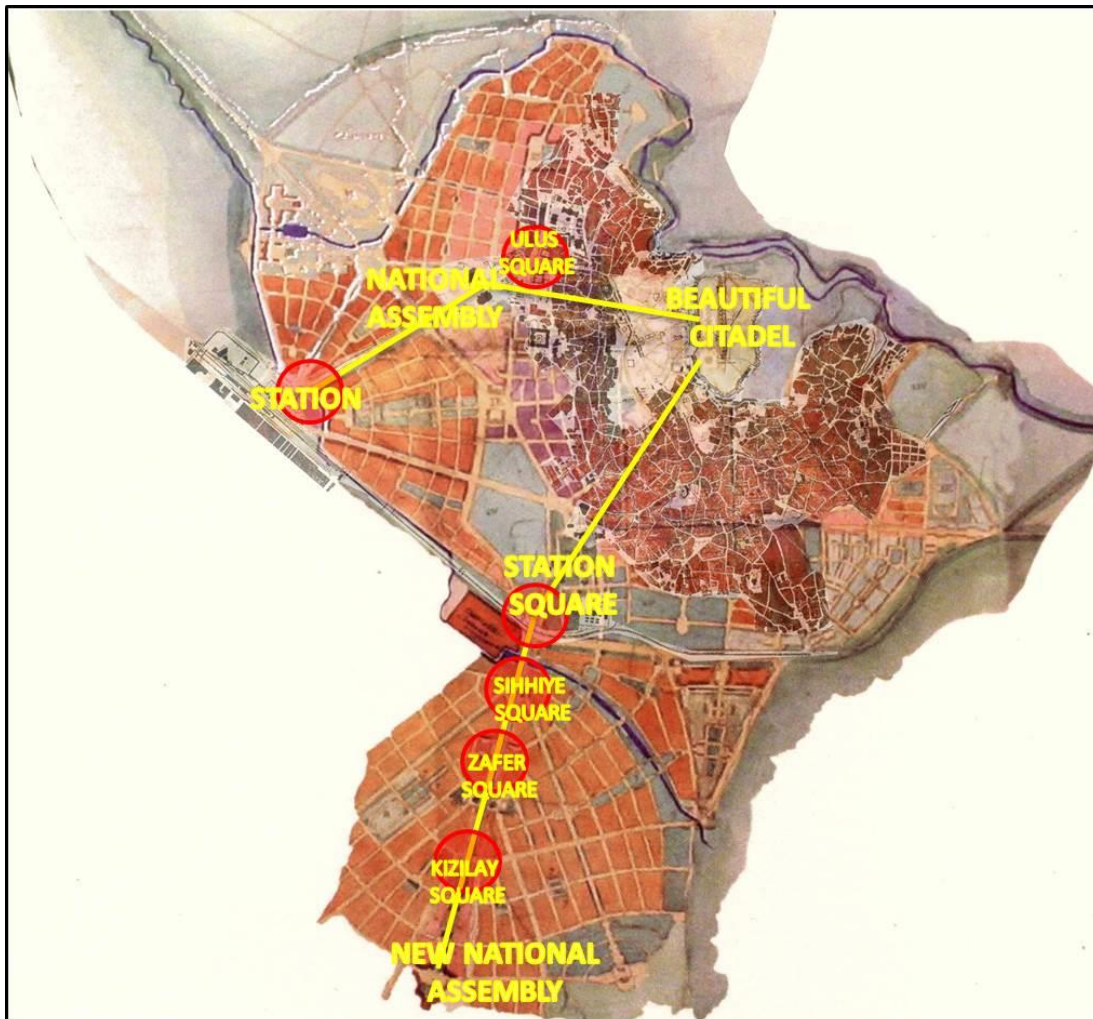 ULUS
SQUARE
NATIONAL
ASSEMBLY
BEAUTIFUL
CITADEL
STATION
STATION
SQUARE
SIHHIYE
SQUARE
ZAFER
SQUARE
KIZILAY
SQUARE
NEW NATIONAL
ASSEMBLY